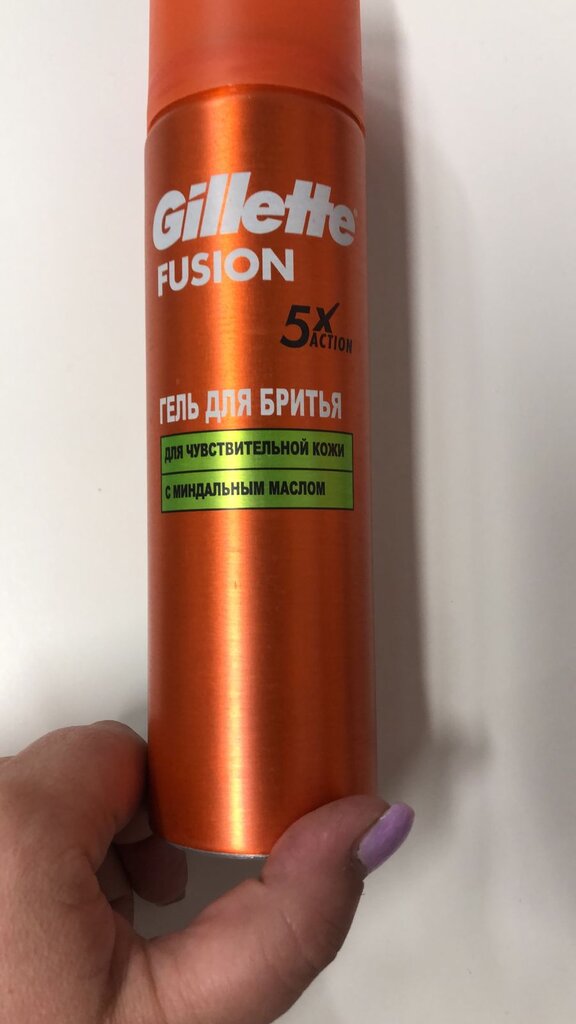 Gillette
FUSION
5X
ACTION
ГЕЛЬ ДЛЯ БРИТЬЯ
ДЛЯ ЧУВСТВИТЕЛЬНОЙ КОЖИ
С МИНДАЛЬНЫМ МАСЛОМ